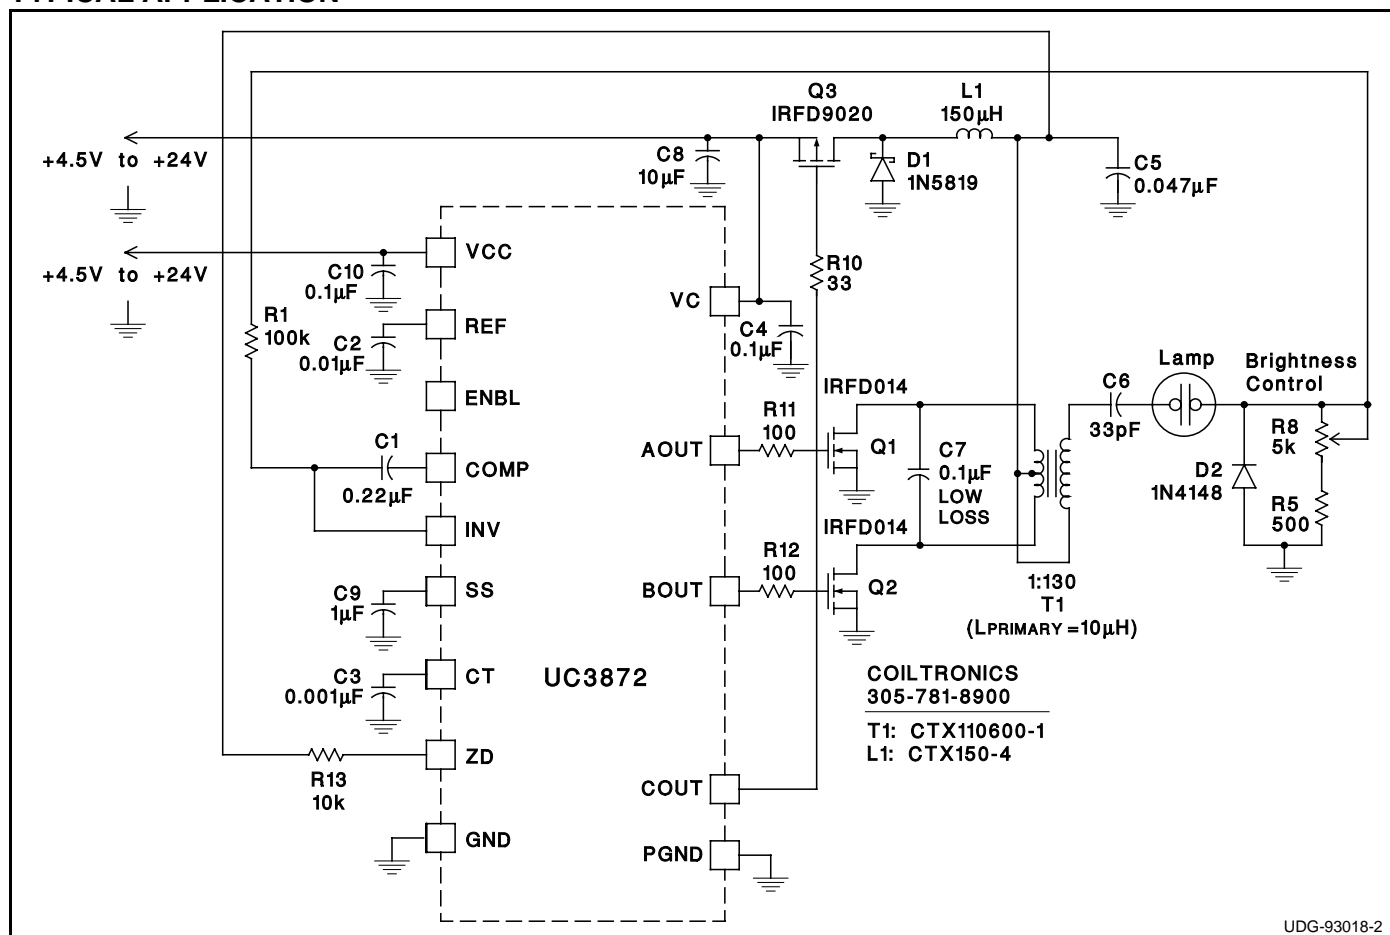 Q3
IRFD9020
L1
150µH
+4.5V to +24V
C8
10µF
D1
1N5819
C5
0.047µF
+4.5V to +24V
C10
0.1µF
VCC
R10
33
VC
R1
100k
C2
0.01µF
REF
C4
0.1µF
ENBL
IRFD014
Lamp
Brightness
Control
C6
33pF
R11
100
C1
0.22µF
COMP
AOUT
Q1
C7
0.1µF
LOW
LOSS
R8
5k
D2
1N4148
R5
500
INV
IRFD014
R12
100
C9
1µF
SS
BOUT
Q2
1:130
T1
(LPRIMARY =10µH)
C3
0.001µF
CT
UC3872
COILTRONICS
305-781-8900
T1: CTX110600-1
L1: CTX150-4
R13
10k
ZD
COUT
GND
PGND
UDG-93018-2